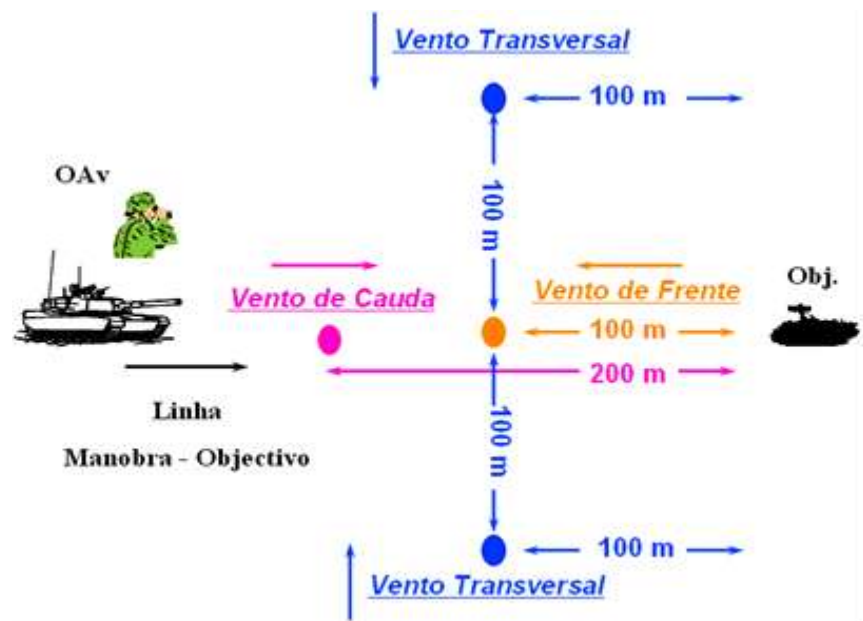 Vento Transversal
100 m
OAv
100 m
Vento de Cauda
Vento de Frente
Obj.
100 m
200 m
Linha
Manobra - Objectivo
100 m
100 m
Vento Transversal